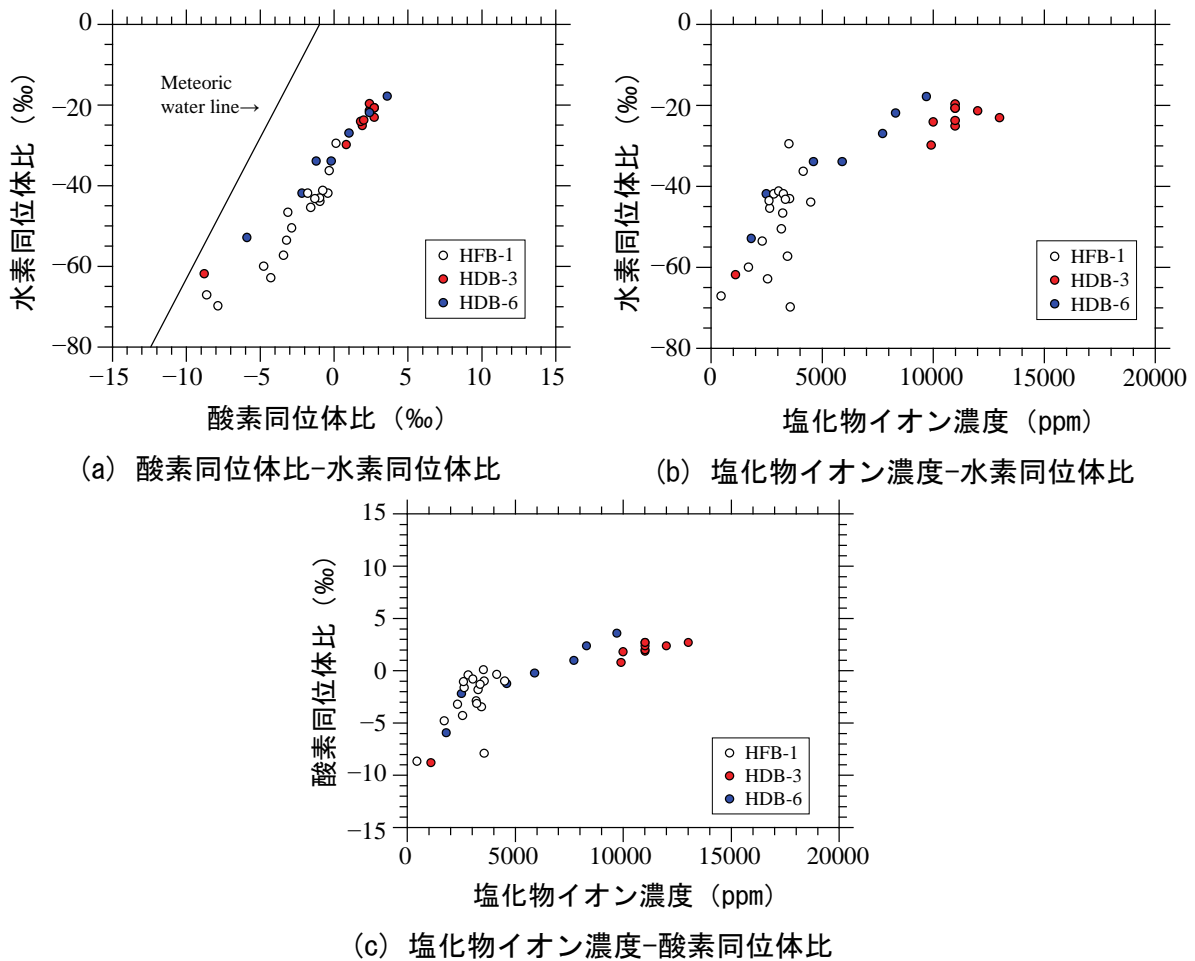 水素同位体比(‰)
0
−20
−40
−60
−80
Meteoric
water line→
HFB-1
HDB-3
HDB-6
−15
−10
−5
0
5
10
15
酸素同位体比(‰)
(a) 酸素同位体比-水素同位体比
水素同位体比(‰)
0
−20
−40
−60
−80
HFB-1
HDB-3
HDB-6
0
5000
10000
15000
20000
塩化物イオン濃度(ppm)
(b) 塩化物イオン濃度-水素同位体比
酸素同位体比(‰)
15
10
5
0
−5
−10
−15
HFB-1
HDB-3
HDB-6
0
5000
10000
15000
20000
塩化物イオン濃度(ppm)
(c) 塩化物イオン濃度-酸素同位体比